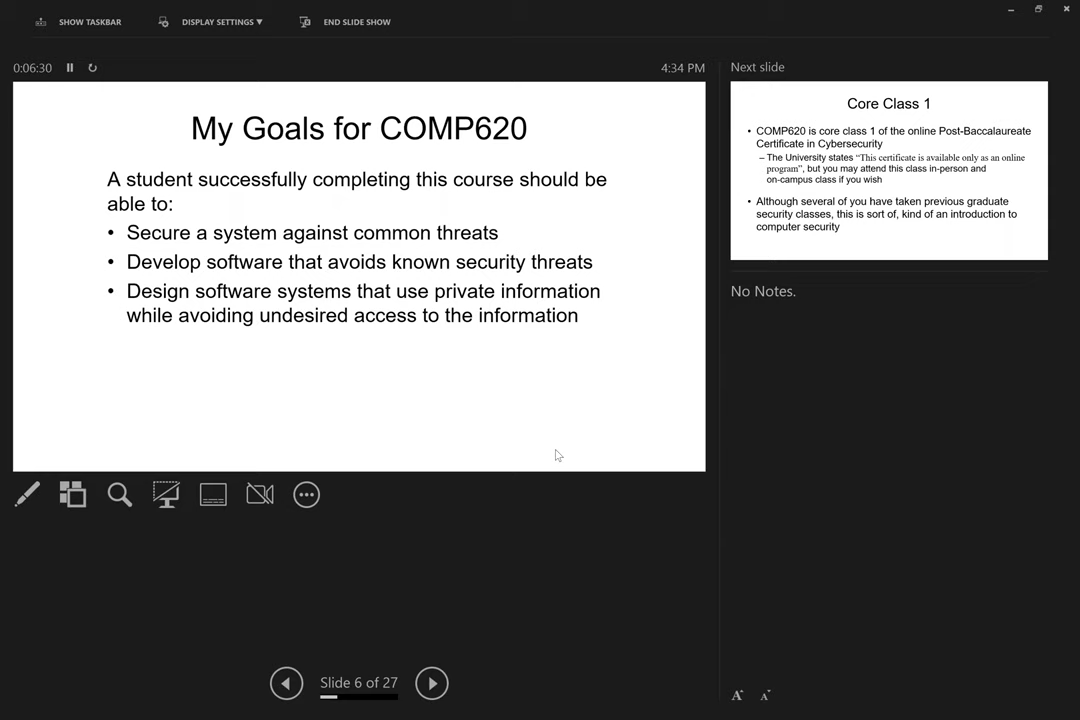 SHOW TASKBAR
DISPLAY SETTINGS ▼
END SLIDE SHOW
0:06:30
4:34 PM
My Goals for COMP620
A student successfully completing this course should be
able to:
• Secure a system against common threats
• Develop software that avoids known security threats
• Design software systems that use private information
while avoiding undesired access to the information
Slide 6 of 27
Next slide
Core Class 1
• COMP620 is core class 1 of the online Post-Baccalaureate
Certificate in Cybersecurity
– The University states “This certificate is available only as an online
program”, but you may attend this class in-person and
on-campus class if you wish
• Although several of you have taken previous graduate
security classes, this is sort of, kind of an introduction to
computer security
No Notes.
A
A